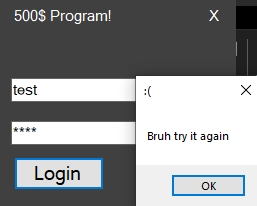 500$ Program! X
test
:(
****
Bruh try it again
Login
OK